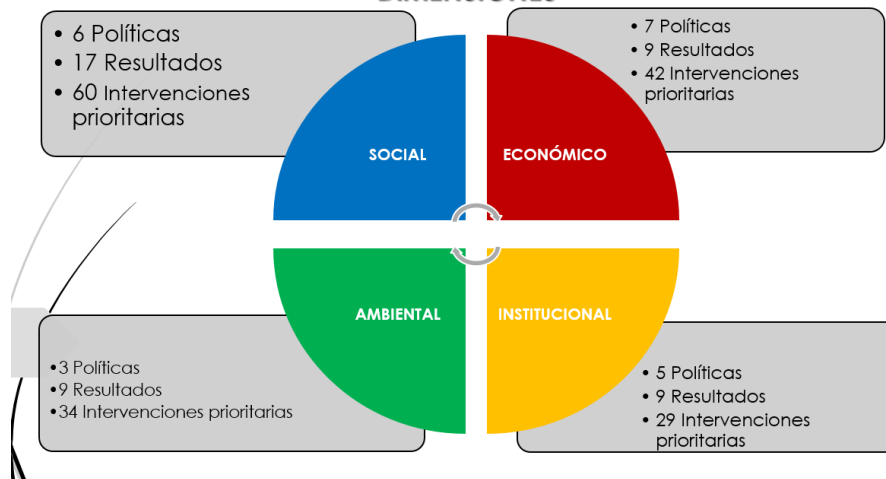 DIMENSIONES
• 6 Políticas
• 17 Resultados
• 60 Intervenciones
prioritarias
• 7 Políticas
• 9 Resultados
• 42 Intervenciones
prioritarias
SOCIAL
ECONÓMICO
AMBIENTAL
INSTITUCIONAL
•3 Políticas
•9 Resultados
•34 Intervenciones prioritarias
• 5 Políticas
• 9 Resultados
• 29 Intervenciones
prioritarias